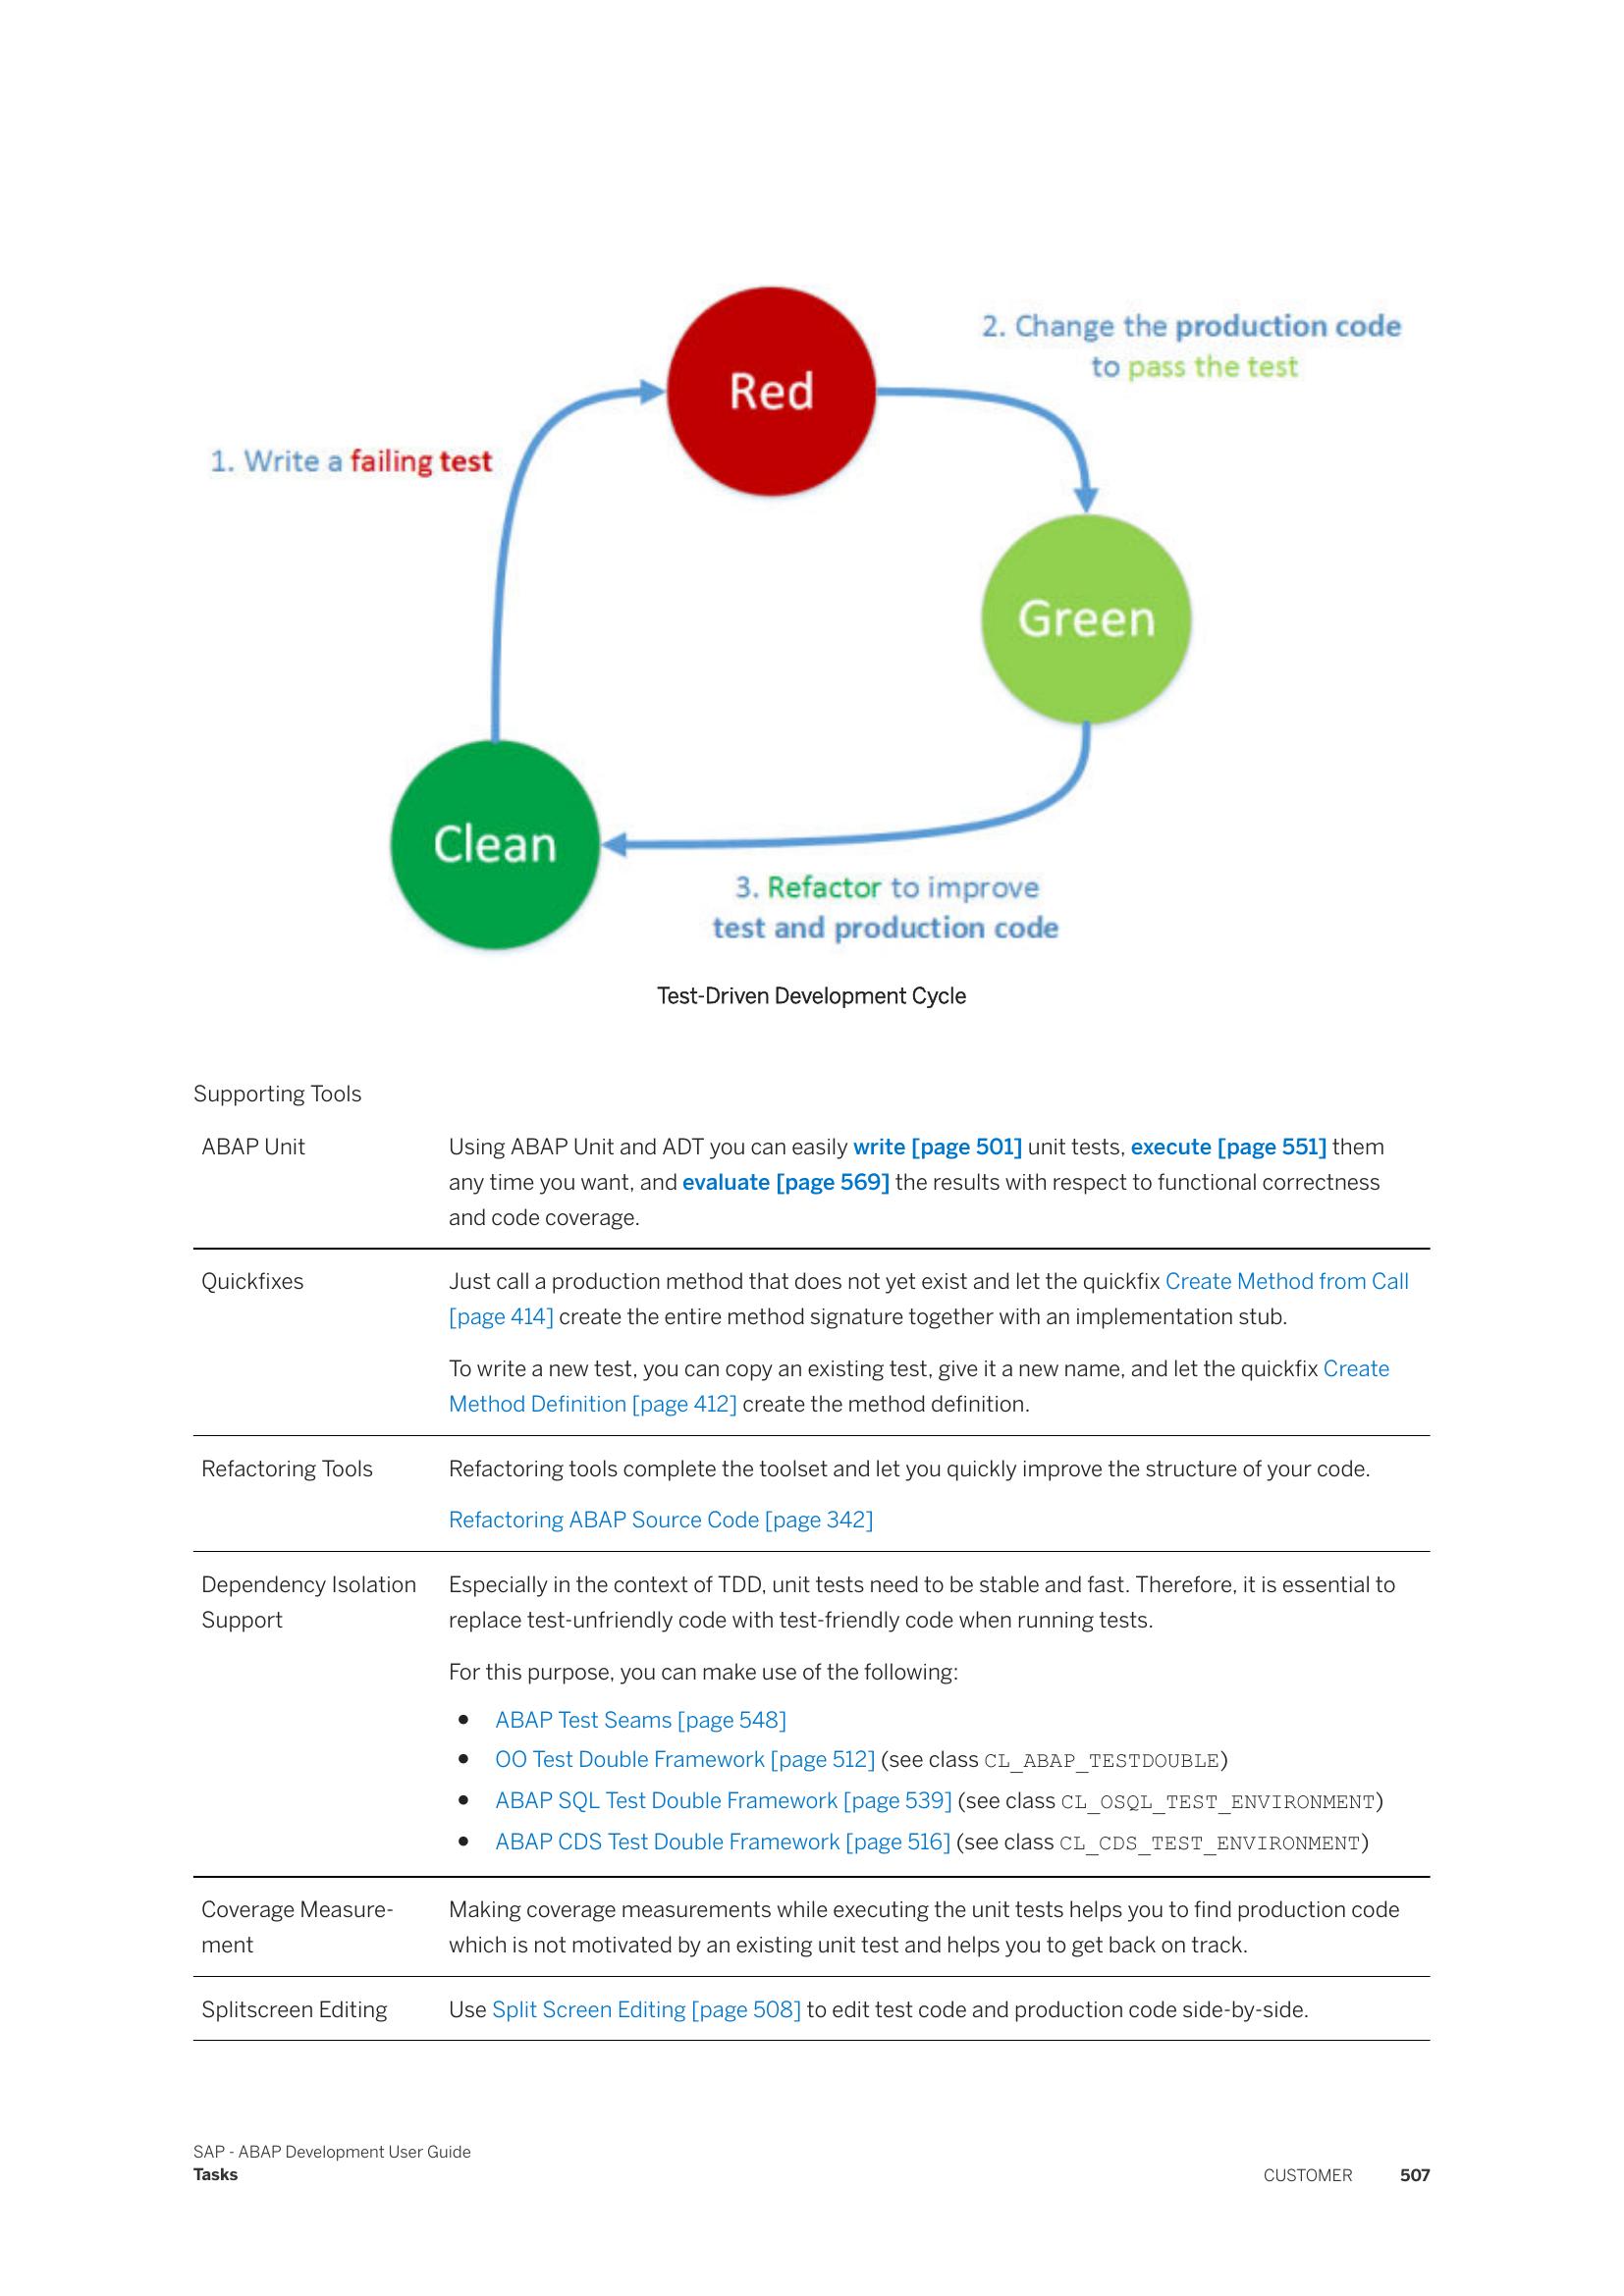 Red
2. Change the production code
to pass the test
1. Write a failing test
Green
Clean
3. Refactor to improve
test and production code
Test-Driven Development Cycle
Supporting Tools
ABAP Unit
Using ABAP Unit and ADT you can easily write [page 501] unit tests, execute [page 551] them
any time you want, and evaluate [page 569] the results with respect to functional correctness
and code coverage.
Quickfixes
Just call a production method that does not yet exist and let the quickfix Create Method from Call
[page 414] create the entire method signature together with an implementation stub.
To write a new test, you can copy an existing test, give it a new name, and let the quickfix Create
Method Definition [page 412] create the method definition.
Refactoring Tools
Refactoring tools complete the toolset and let you quickly improve the structure of your code.
Refactoring ABAP Source Code [page 342]
Dependency Isolation
Support
Especially in the context of TDD, unit tests need to be stable and fast. Therefore, it is essential to
replace test-unfriendly code with test-friendly code when running tests.
For this purpose, you can make use of the following:
• ABAP Test Seams [page 548]
• OO Test Double Framework [page 512] (see class CL_ABAP_TESTDOUBLE)
• ABAP SQL Test Double Framework [page 539] (see class CL_OSQL_TEST_ENVIRONMENT)
• ABAP CDS Test Double Framework [page 516] (see class CL_CDS_TEST_ENVIRONMENT)
Coverage Measure-
ment
Making coverage measurements while executing the unit tests helps you to find production code
which is not motivated by an existing unit test and helps you to get back on track.
Splitscreen Editing
Use Split Screen Editing [page 508] to edit test code and production code side-by-side.
SAP - ABAP Development User Guide
Tasks
CUSTOMER 507